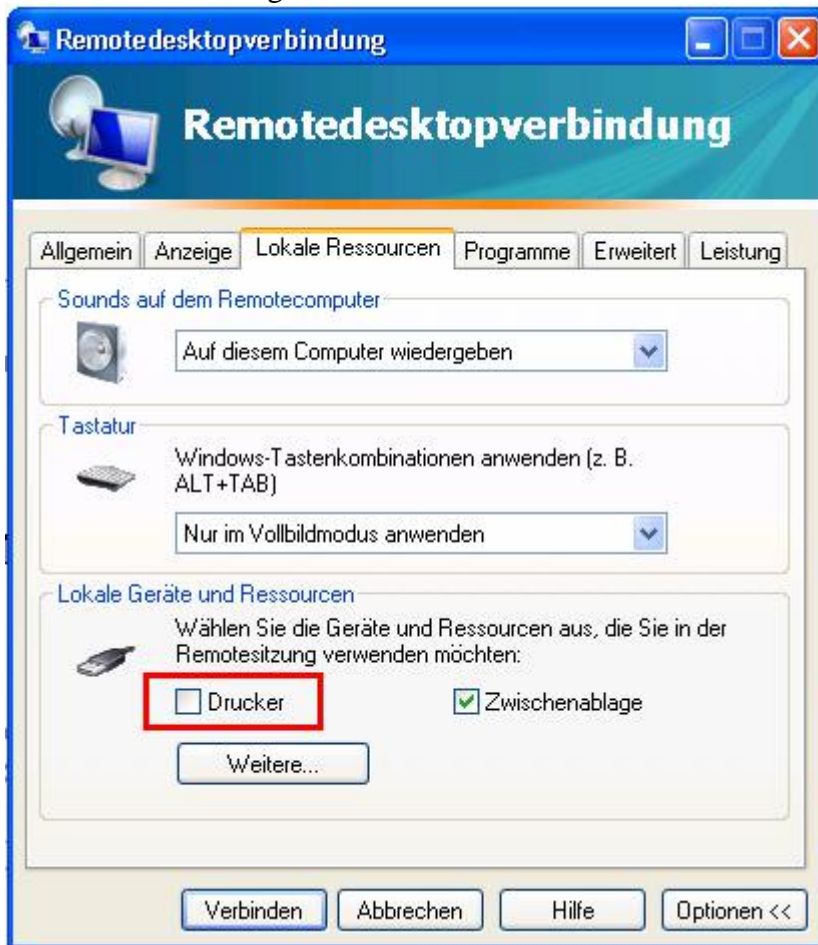 Remotedesktopverbindung
Remotedesktopverbindung
Allgemein Anzeige Lokale Ressourcen Programme Erweitert Leistung
Sounds auf dem Remotecomputer
Auf diesem Computer wiedergeben
Tastatur
Windows-Tastenkombinationen anwenden (z. B.
ALT+TAB)
Nur im Vollbildmodus anwenden
Lokale Geräte und Ressourcen
Wählen Sie die Geräte und Ressourcen aus, die Sie in der
Remotesitzung verwenden möchten:
Drucker Zwischenablage
Weitere...
Verbinden Abbrechen Hilfe Optionen <<